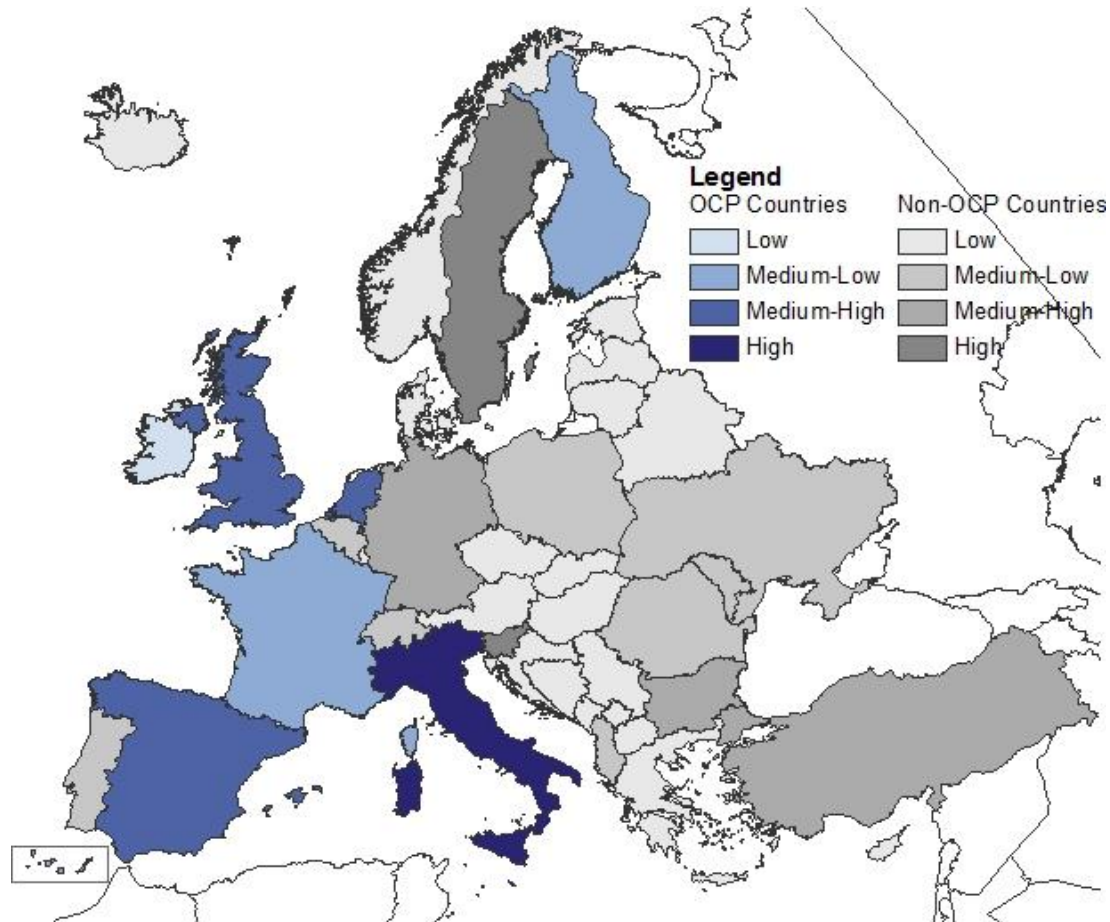 Legend
OCP Countries
Low
Medium-Low
Medium-High
High
Non-OCP Countries
Low
Medium-Low
Medium-High
High